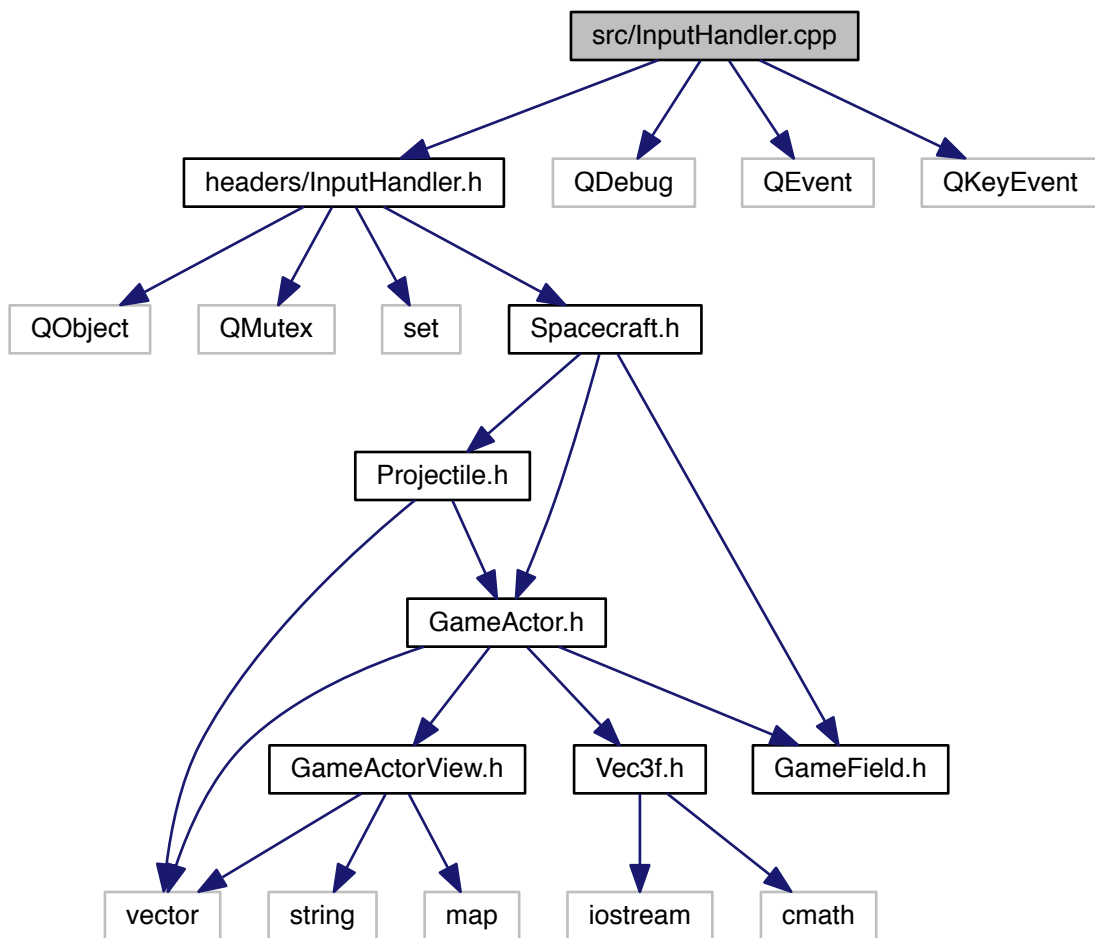 src/InputHandler.cpp
headers/InputHandler.h
QDebug
QEvent
QKeyEvent
QObject
QMutex
set
Spacecraft.h
Projectile.h
GameActor.h
GameActorView.h
Vec3f.h
GameField.h
vector
string
map
iostream
cmath